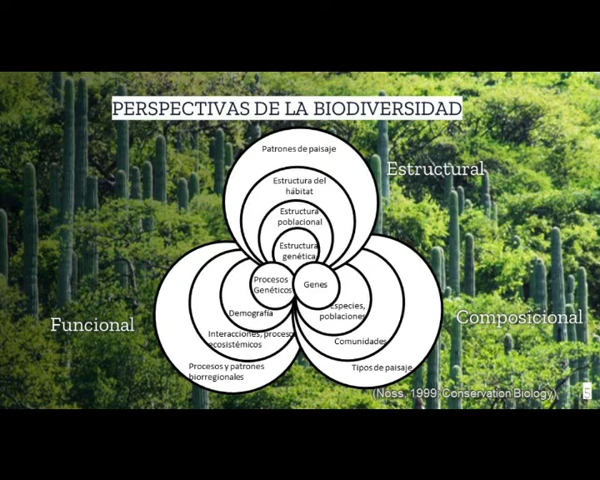 PERSPECTIVAS DE LA BIODIVERSIDAD
Patrones de paisaje
Estructural
Estructura del
hábitat
Estructura
poblacional
Estructura
genética
Procesos
Genéticos
Genes
Demografía
Especies,
poblaciones
Funcional
Composicional
Interacciones, procesos
ecosistémicos
Comunidades
Procesos y patrones
biorregionales
Tipos de paisaje
(Noss, 1999 Conservation Biology)